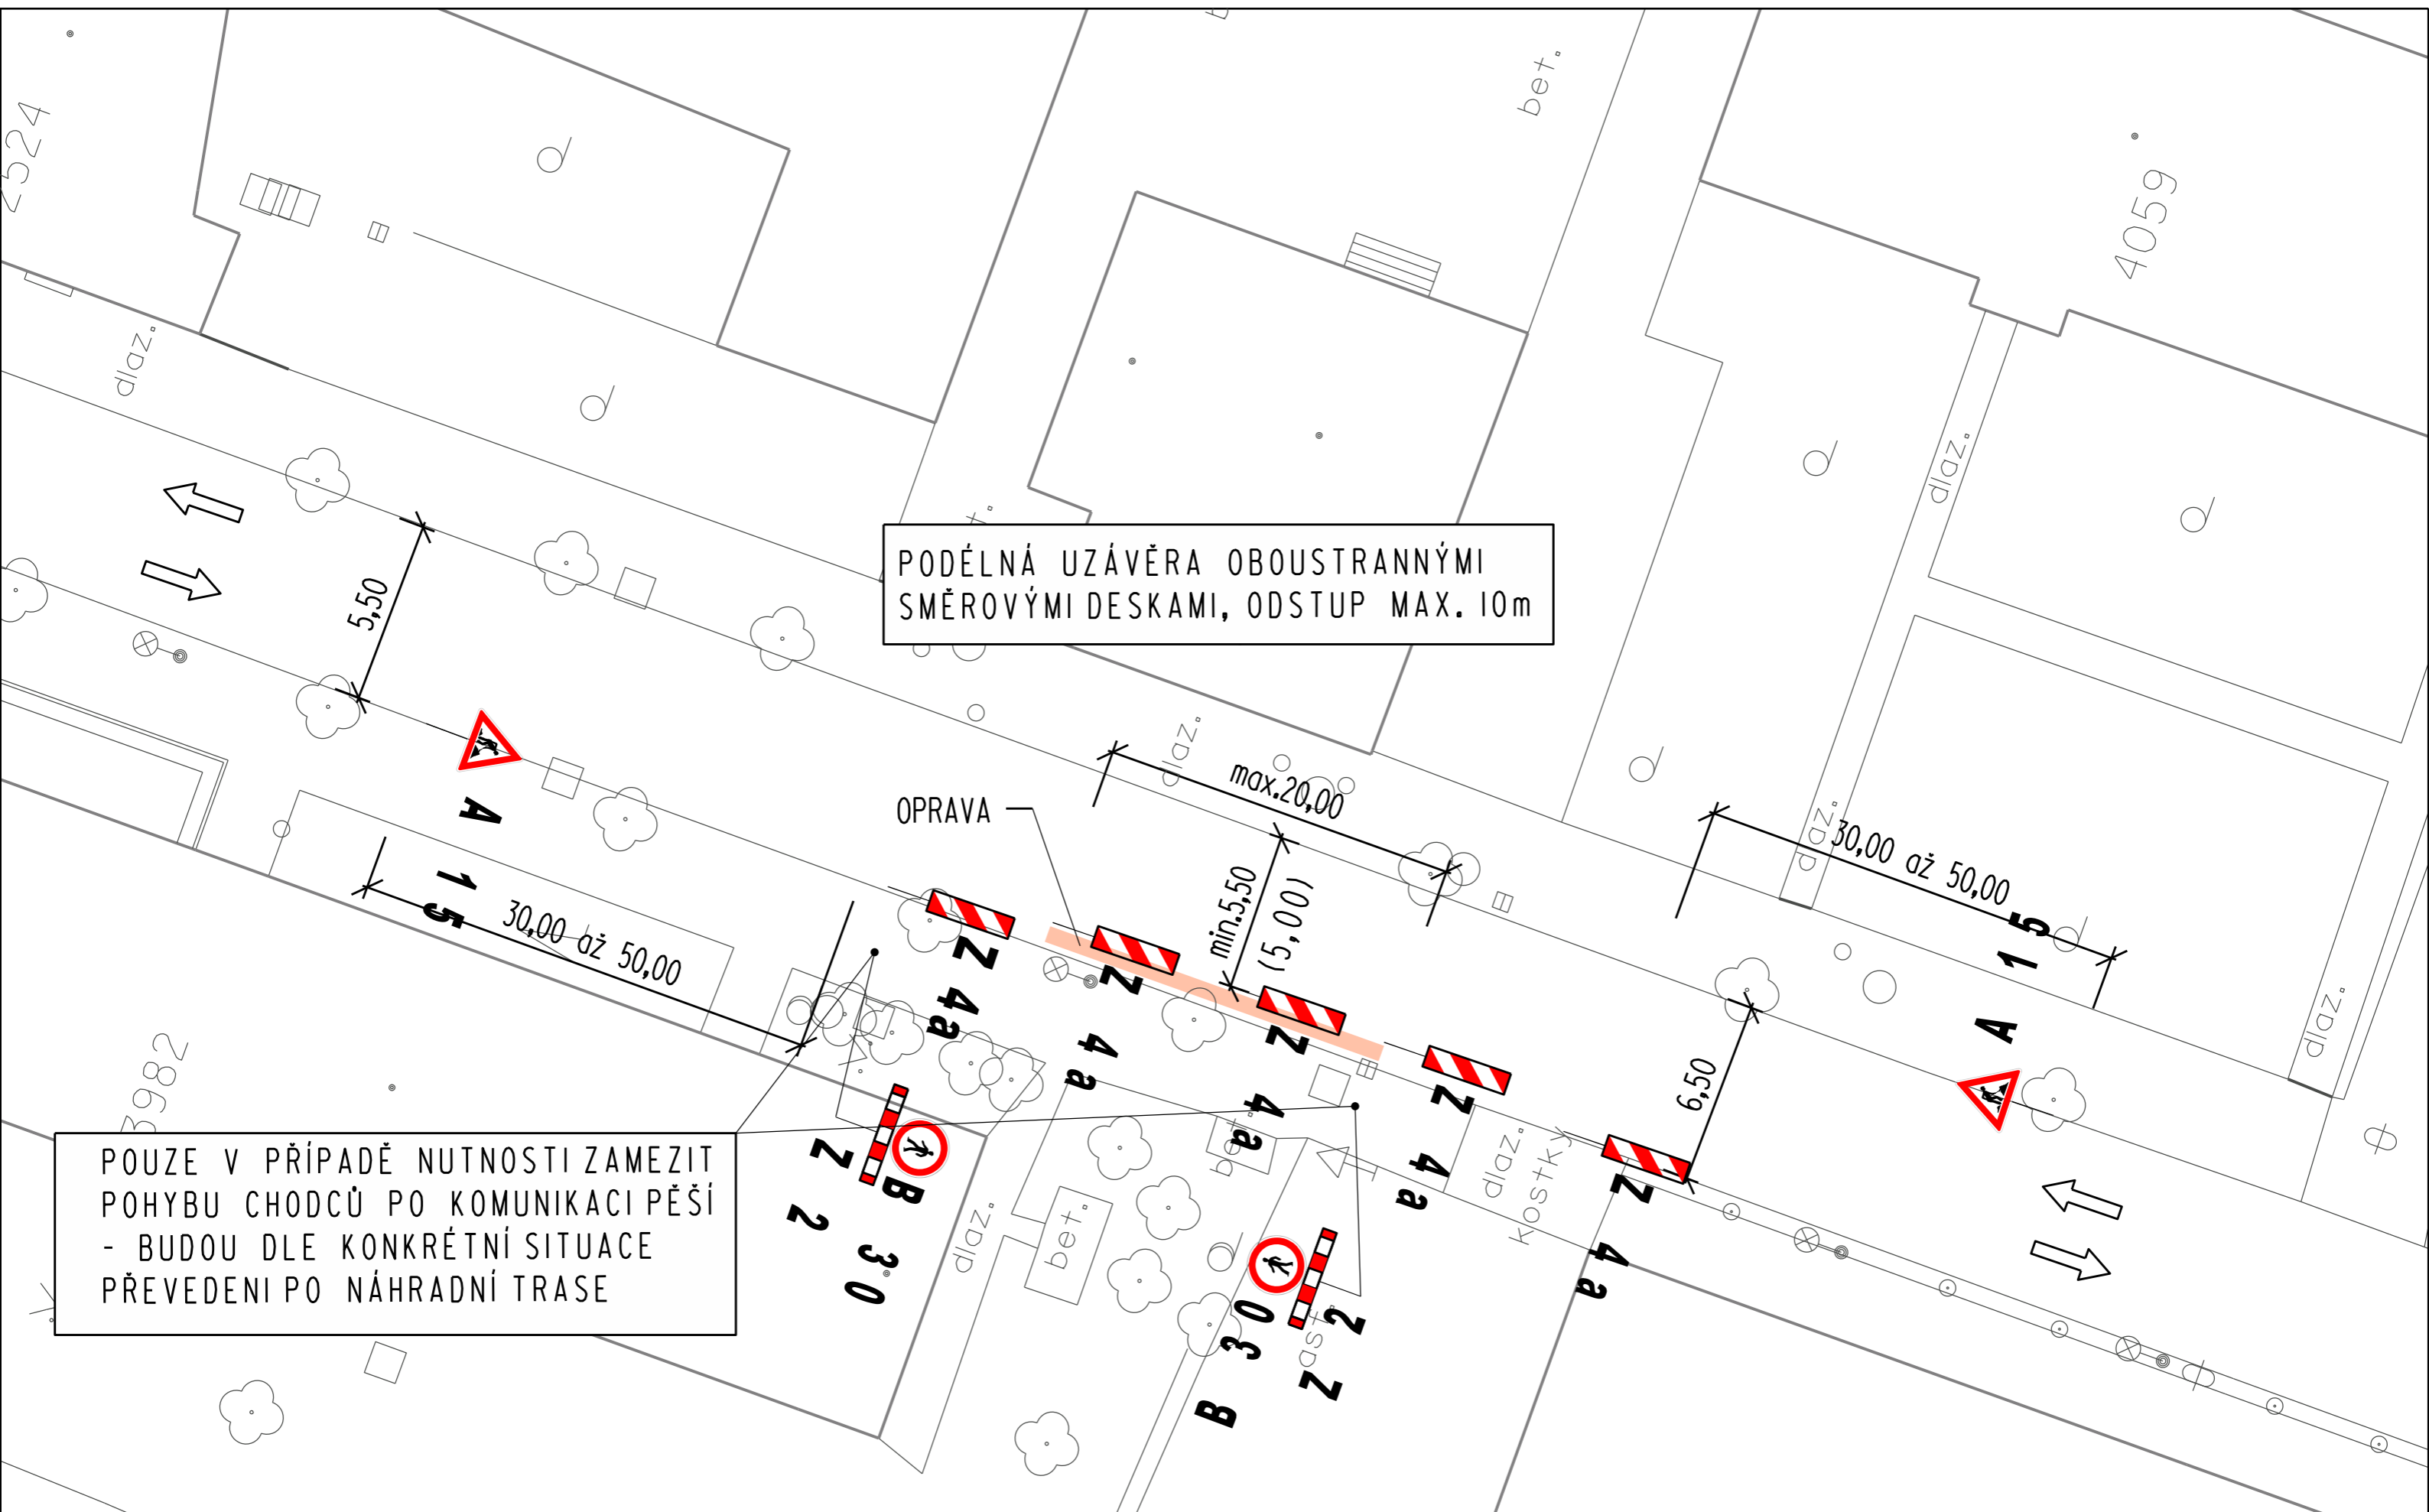 2524
bet.
4059
dlaz.
dlaz.
PODÉLNÁ UZÁVĚRA OBOUSTRANNÝMI
SMĚROVÝMI DESKAMI, ODSTUP MAX. 10m
5,50
dlaz.
max.20,00
OPRAVA
dlaz.
30,00 až 50,00
min.5,50
(5,00)
A 15
30,00 až 50,00
A 15
Z 4a
Z 4a
Z 4a
Z 4a
Z 4a
6,50
dlaz.
3982
POUZE V PŘÍPADĚ NUTNOSTI ZAMEZIT
POHYBU CHODCŮ PO KOMUNIKACI PĚŠÍ
- BUDOU DLE KONKRÉTNÍ SITUACE
PŘEVEDENI PO NÁHRADNÍ TRASE
Z 2
B 30
dlaz.
bet.
bet.
dlaz.
kostky
B 30
Z 2